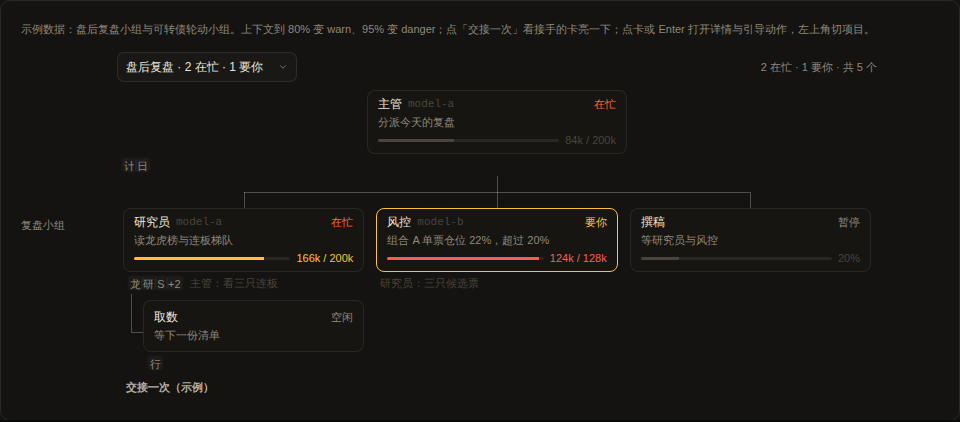 示例数据：盘后复盘小组与可转债轮动小组。上下文到 80% 变 warn、95% 变 danger；点「交接一次」看接手的卡亮一下；点卡或 Enter 打开详情与引导动作，左上角切项目。
盘后复盘 · 2 在忙 · 1 要你
2 在忙 · 1 要你 · 共 5 个
主管 model-a 在忙
分派今天的复盘
84k / 200k
计 日
复盘小组
研究员 model-a 在忙
读龙虎榜与连板梯队
166k / 200k
风控 model-b 要你
组合 A 单票仓位 22%，超过 20%
124k / 128k
撰稿 暂停
等研究员与风控
20%
龙 研 S +2 主管：看三只连板
研究员：三只候选票
取数 空闲
等下一份清单
行
交接一次（示例）